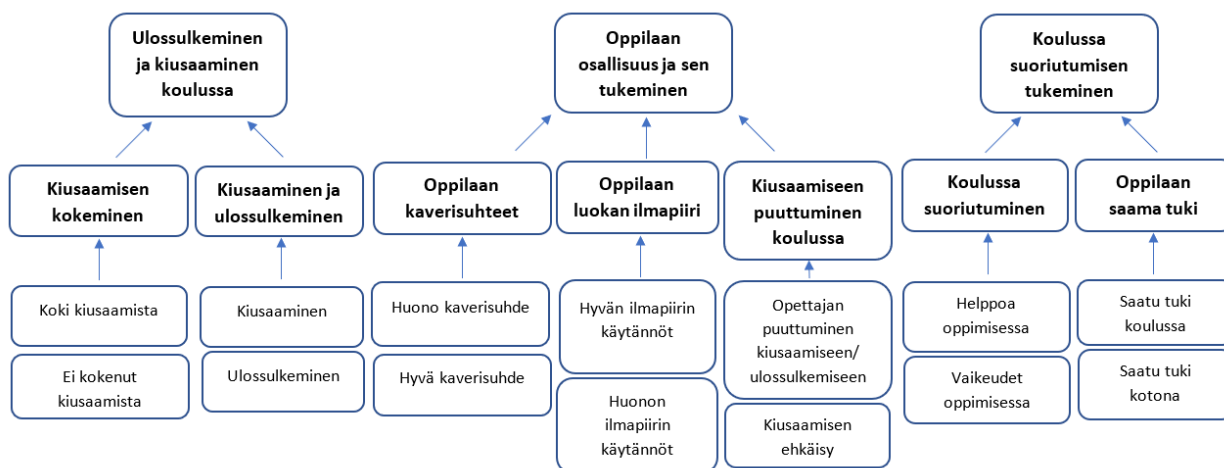 Ulossulkeminen
ja kiusaaminen
koulussa
Oppilaan
osallisuus ja sen
tukeminen
Koulussa
suoriutumisen
tukeminen
Kiusaamisen
kokeminen
Kiusaaminen ja
ulossulkeminen
Oppilaan
kaverisuhteet
Oppilaan
luokan ilmapiiri
Kiusaamiseen
puuttuminen
koulussa
Koulussa
suoriutuminen
Oppilaan
saama tuki
Koki kiusaamista
Kiusaaminen
Huono kaverisuhde
Hyvän ilmapiirin
käytännöt
Opettajan
puuttuminen
kiusaamiseen/
ulossulkemiseen
Helppoa
oppimisessa
Saatu tuki
koulussa
Ei kokenut
kiusaamista
Ulossulkeminen
Hyvä kaverisuhde
Huonon
ilmapiirin
käytännöt
Kiusaamisen
ehkäisy
Vaikeudet
oppimisessa
Saatu tuki
kotona